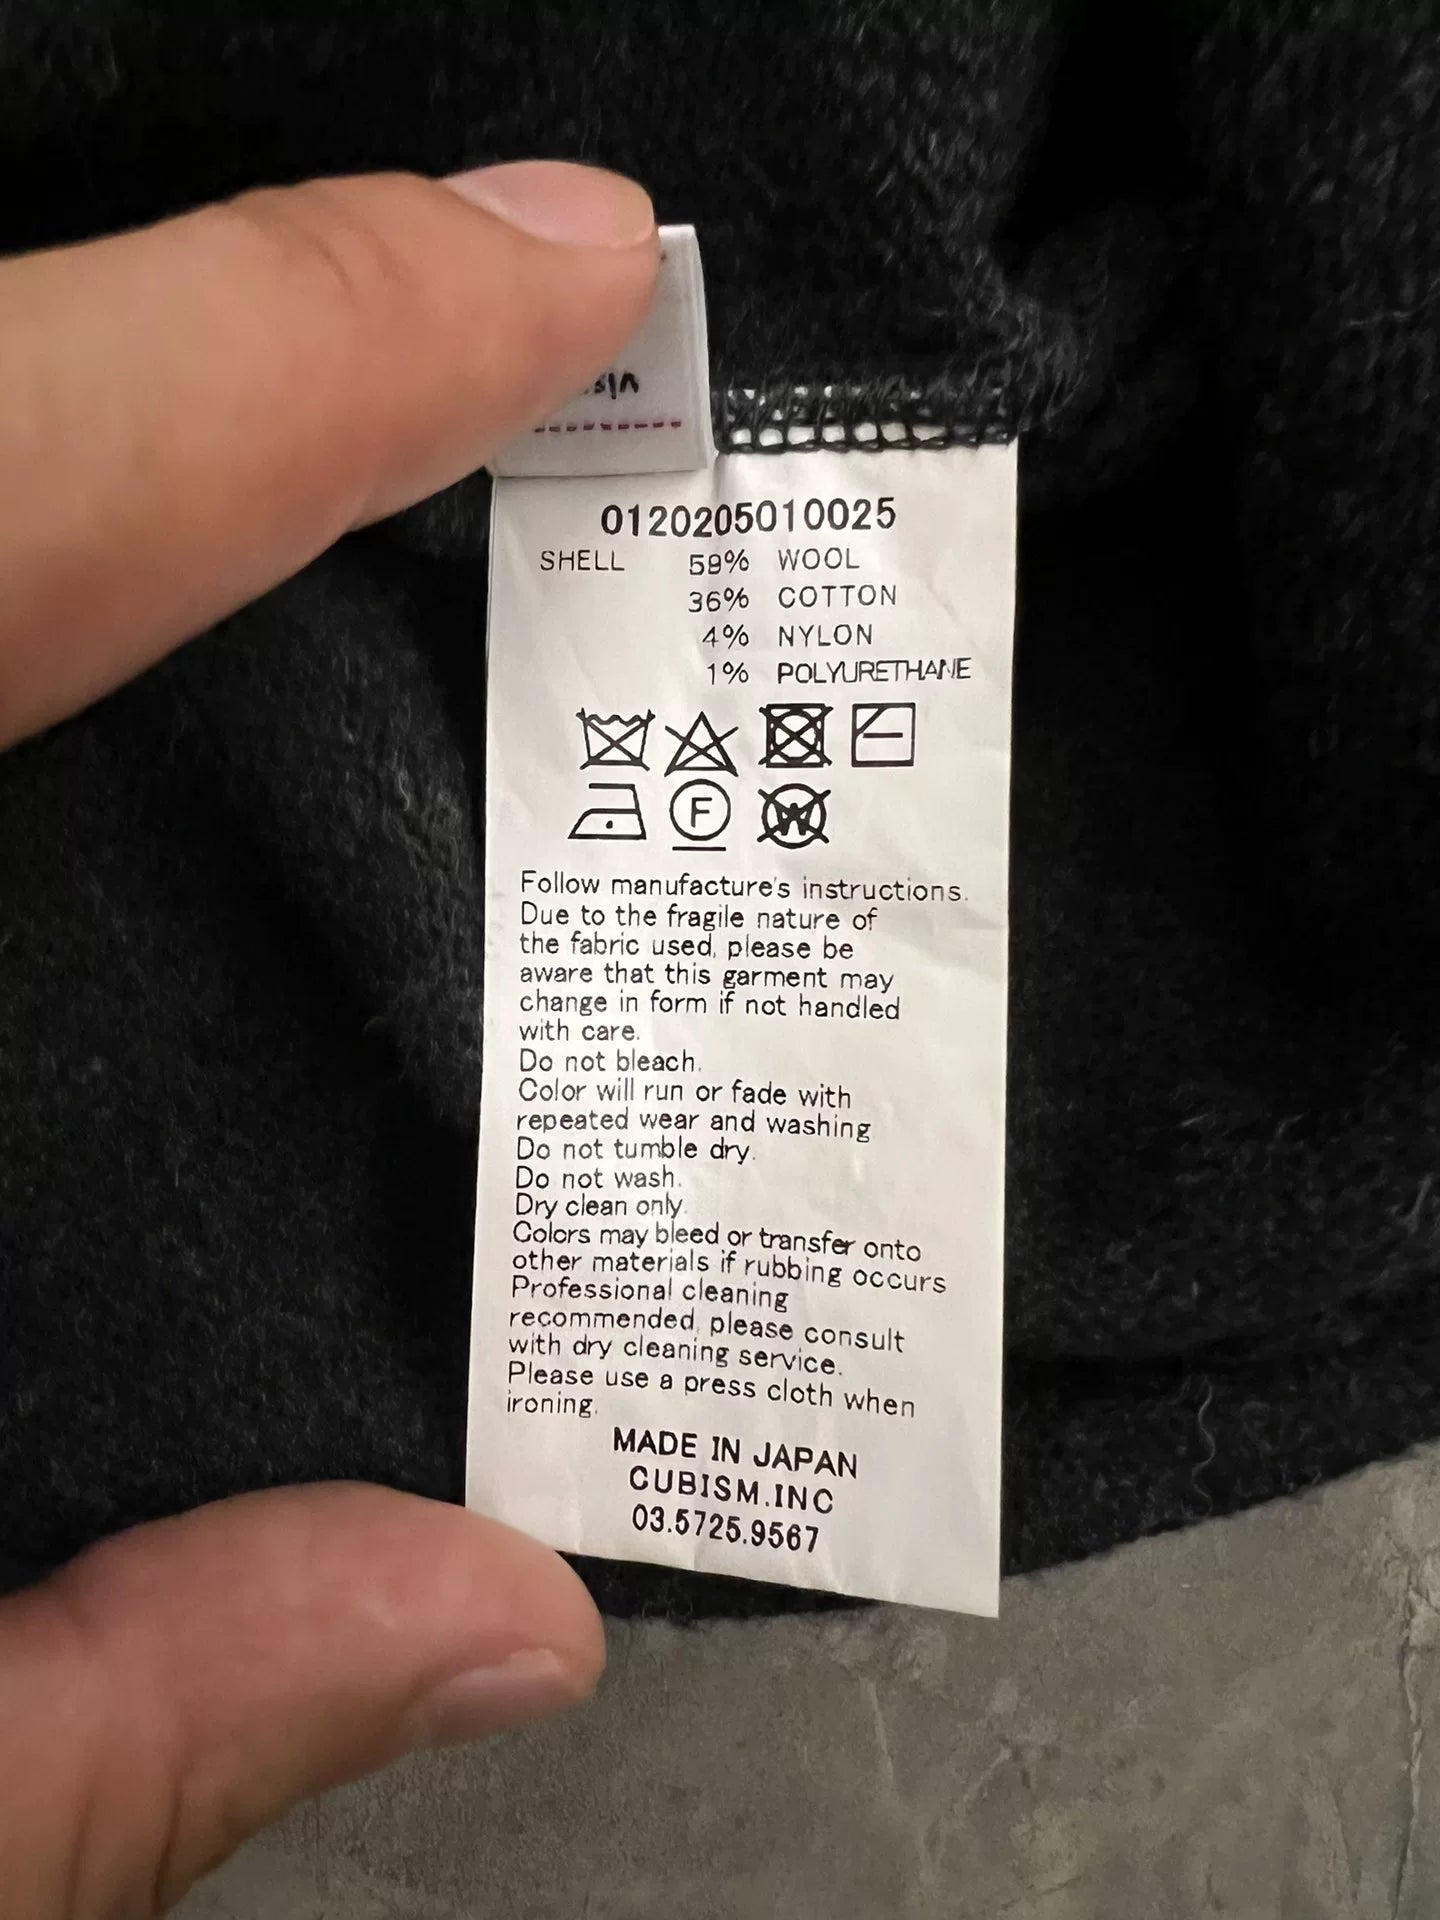 0120205010025
SHELL 59% WOOL
36% COTTON
4% NYLON
1% POLYURETHANE
F
W
Follow manufacture's instructions.
Due to the fragile nature of
the fabric used, please be
aware that this garment may
change in form if not handled
with care.
Do not bleach.
Color will run or fade with
repeated wear and washing
Do not tumble dry.
Do not wash.
Dry clean only.
Colors may bleed or transfer onto
other materials if rubbing occurs
Professional cleaning
recommended, please consult
with dry cleaning service.
Please use a press cloth when
ironing.
MADE IN JAPAN
CUBISM.INC
03.5725.9567